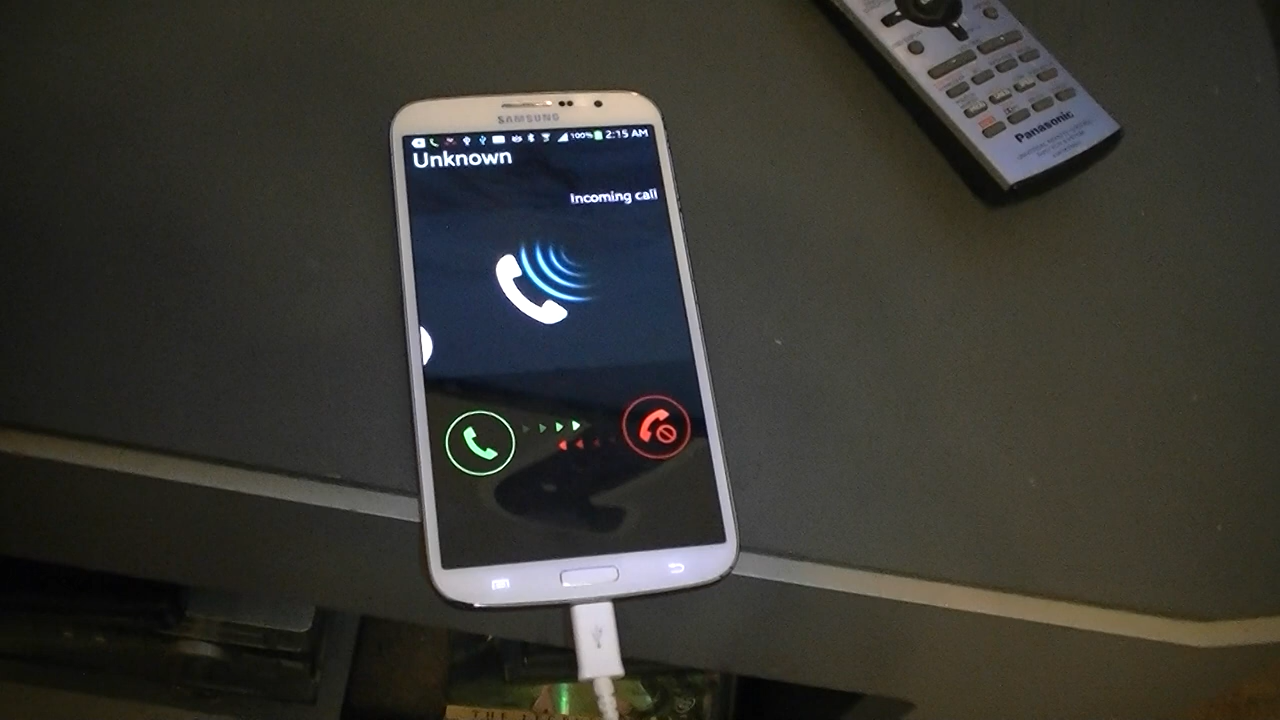 SAMSUNG
100% 2:15 AM
Unknown
Incoming call
Panasonic